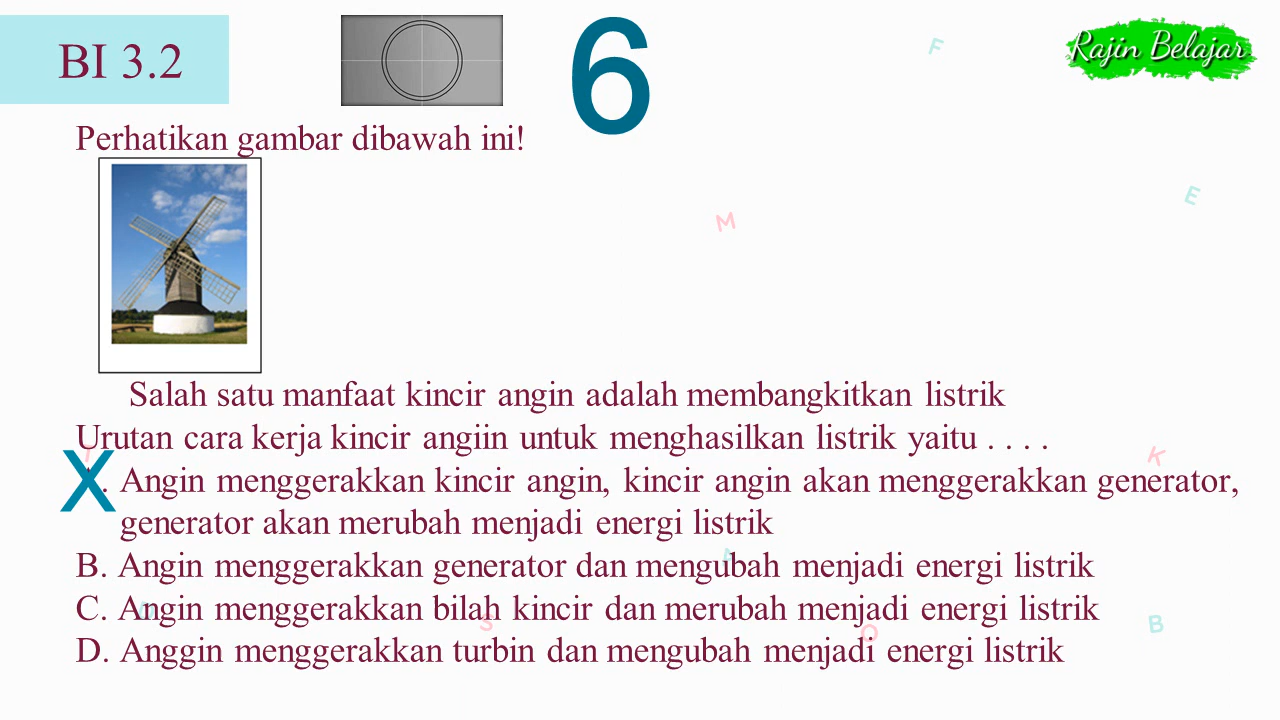 BI 3.2
6
Rajin Belajar
Perhatikan gambar dibawah ini!
Salah satu manfaat kincir angin adalah membangkitkan listrik
Urutan cara kerja kincir angiin untuk menghasilkan listrik yaitu . . . .
X. Angin menggerakkan kincir angin, kincir angin akan menggerakkan generator,
generator akan merubah menjadi energi listrik
B. Angin menggerakkan generator dan mengubah menjadi energi listrik
C. Angin menggerakkan bilah kincir dan merubah menjadi energi listrik
D. Anggin menggerakkan turbin dan mengubah menjadi energi listrik
F
E
M
K
S
O
B